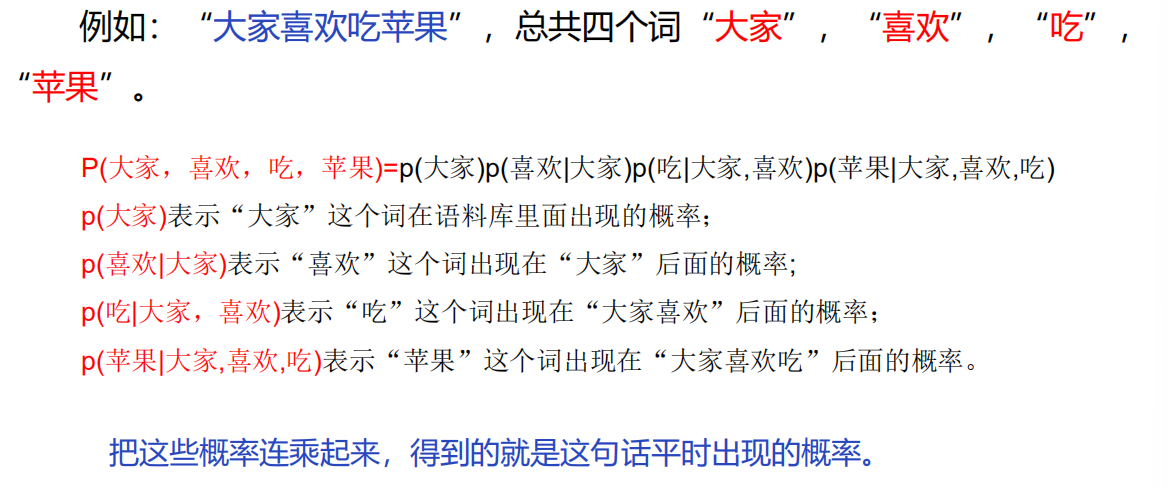 例如：“大家喜欢吃苹果”，总共四个词“大家”，“喜欢”，“吃”，
“苹果”。
P(大家，喜欢，吃，苹果)=p(大家)p(喜欢|大家)p(吃|大家,喜欢)p(苹果|大家,喜欢,吃)
p(大家)表示“大家”这个词在语料库里面出现的概率；
p(喜欢|大家)表示“喜欢”这个词出现在“大家”后面的概率;
p(吃|大家，喜欢)表示“吃”这个词出现在“大家喜欢”后面的概率；
p(苹果|大家,喜欢,吃)表示“苹果”这个词出现在“大家喜欢吃”后面的概率。
把这些概率连乘起来，得到的就是这句话平时出现的概率。